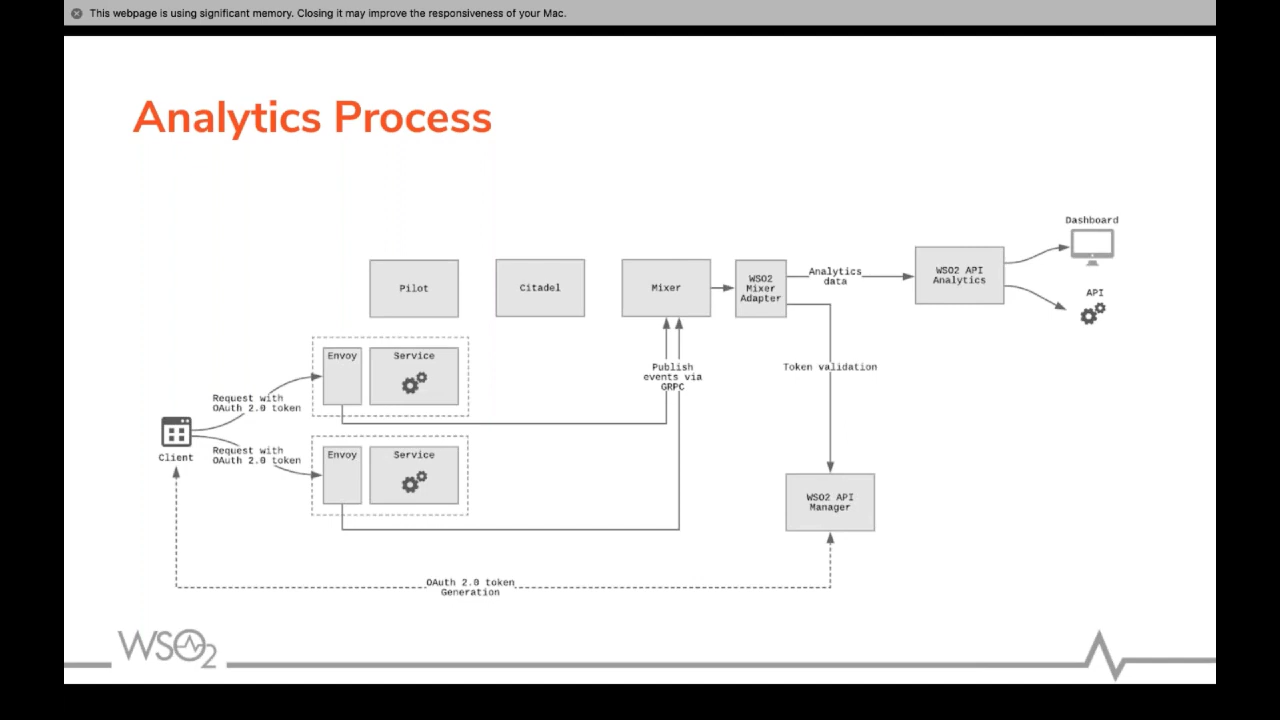 This webpage is using significant memory. Closing it may improve the responsiveness of your Mac.
Analytics Process
Dashboard
Pilot
Citadel
Mixer
WSO2
Mixer
Adapter
Analytics
data
WSO2 API
Analytics
API
Envoy
Service
Publish
events via
GRPC
Token validation
Request with
OAuth 2.0 token
Client
Request with
OAuth 2.0 token
Envoy
Service
WSO2 API
Manager
OAuth 2.0 token
Generation
WSO2